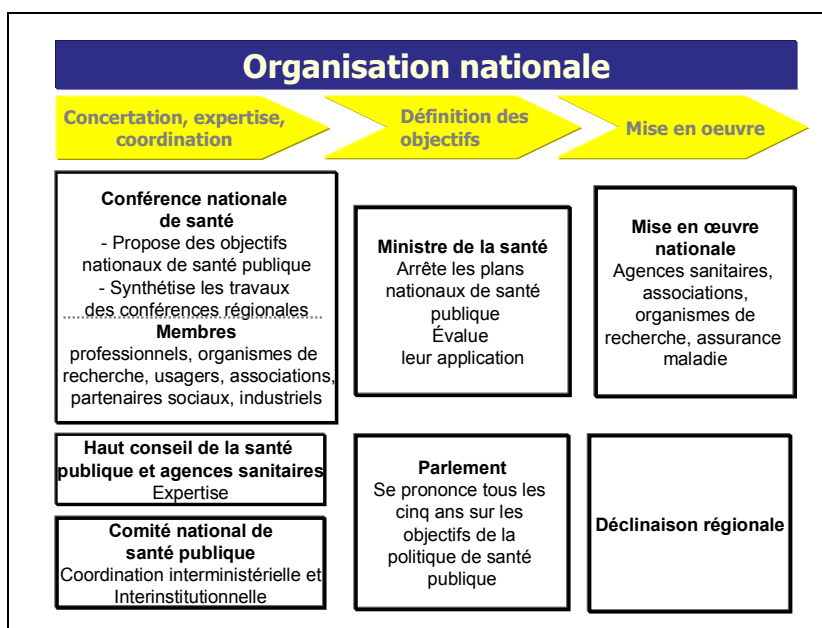 Organisation nationale
Concertation, expertise,
coordination
Définition des
objectifs
Mise en oeuvre
Conférence nationale
de santé
- Propose des objectifs
nationaux de santé publique
- Synthétise les travaux
des conférences régionales
Membres
professionnels, organismes de
recherche, usagers, associations,
partenaires sociaux, industriels
Haut conseil de la santé
publique et agences sanitaires
Expertise
Comité national de
santé publique
Coordination interministérielle et
Interinstitutionnelle
Ministre de la santé
Arrête les plans
nationaux de santé
publique
Évalue
leur application
Parlement
Se prononce tous les
cinq ans sur les
objectifs de la
politique de santé
publique
Mise en œuvre
nationale
Agences sanitaires,
associations,
organismes de
recherche, assurance
maladie
Déclinaison régionale